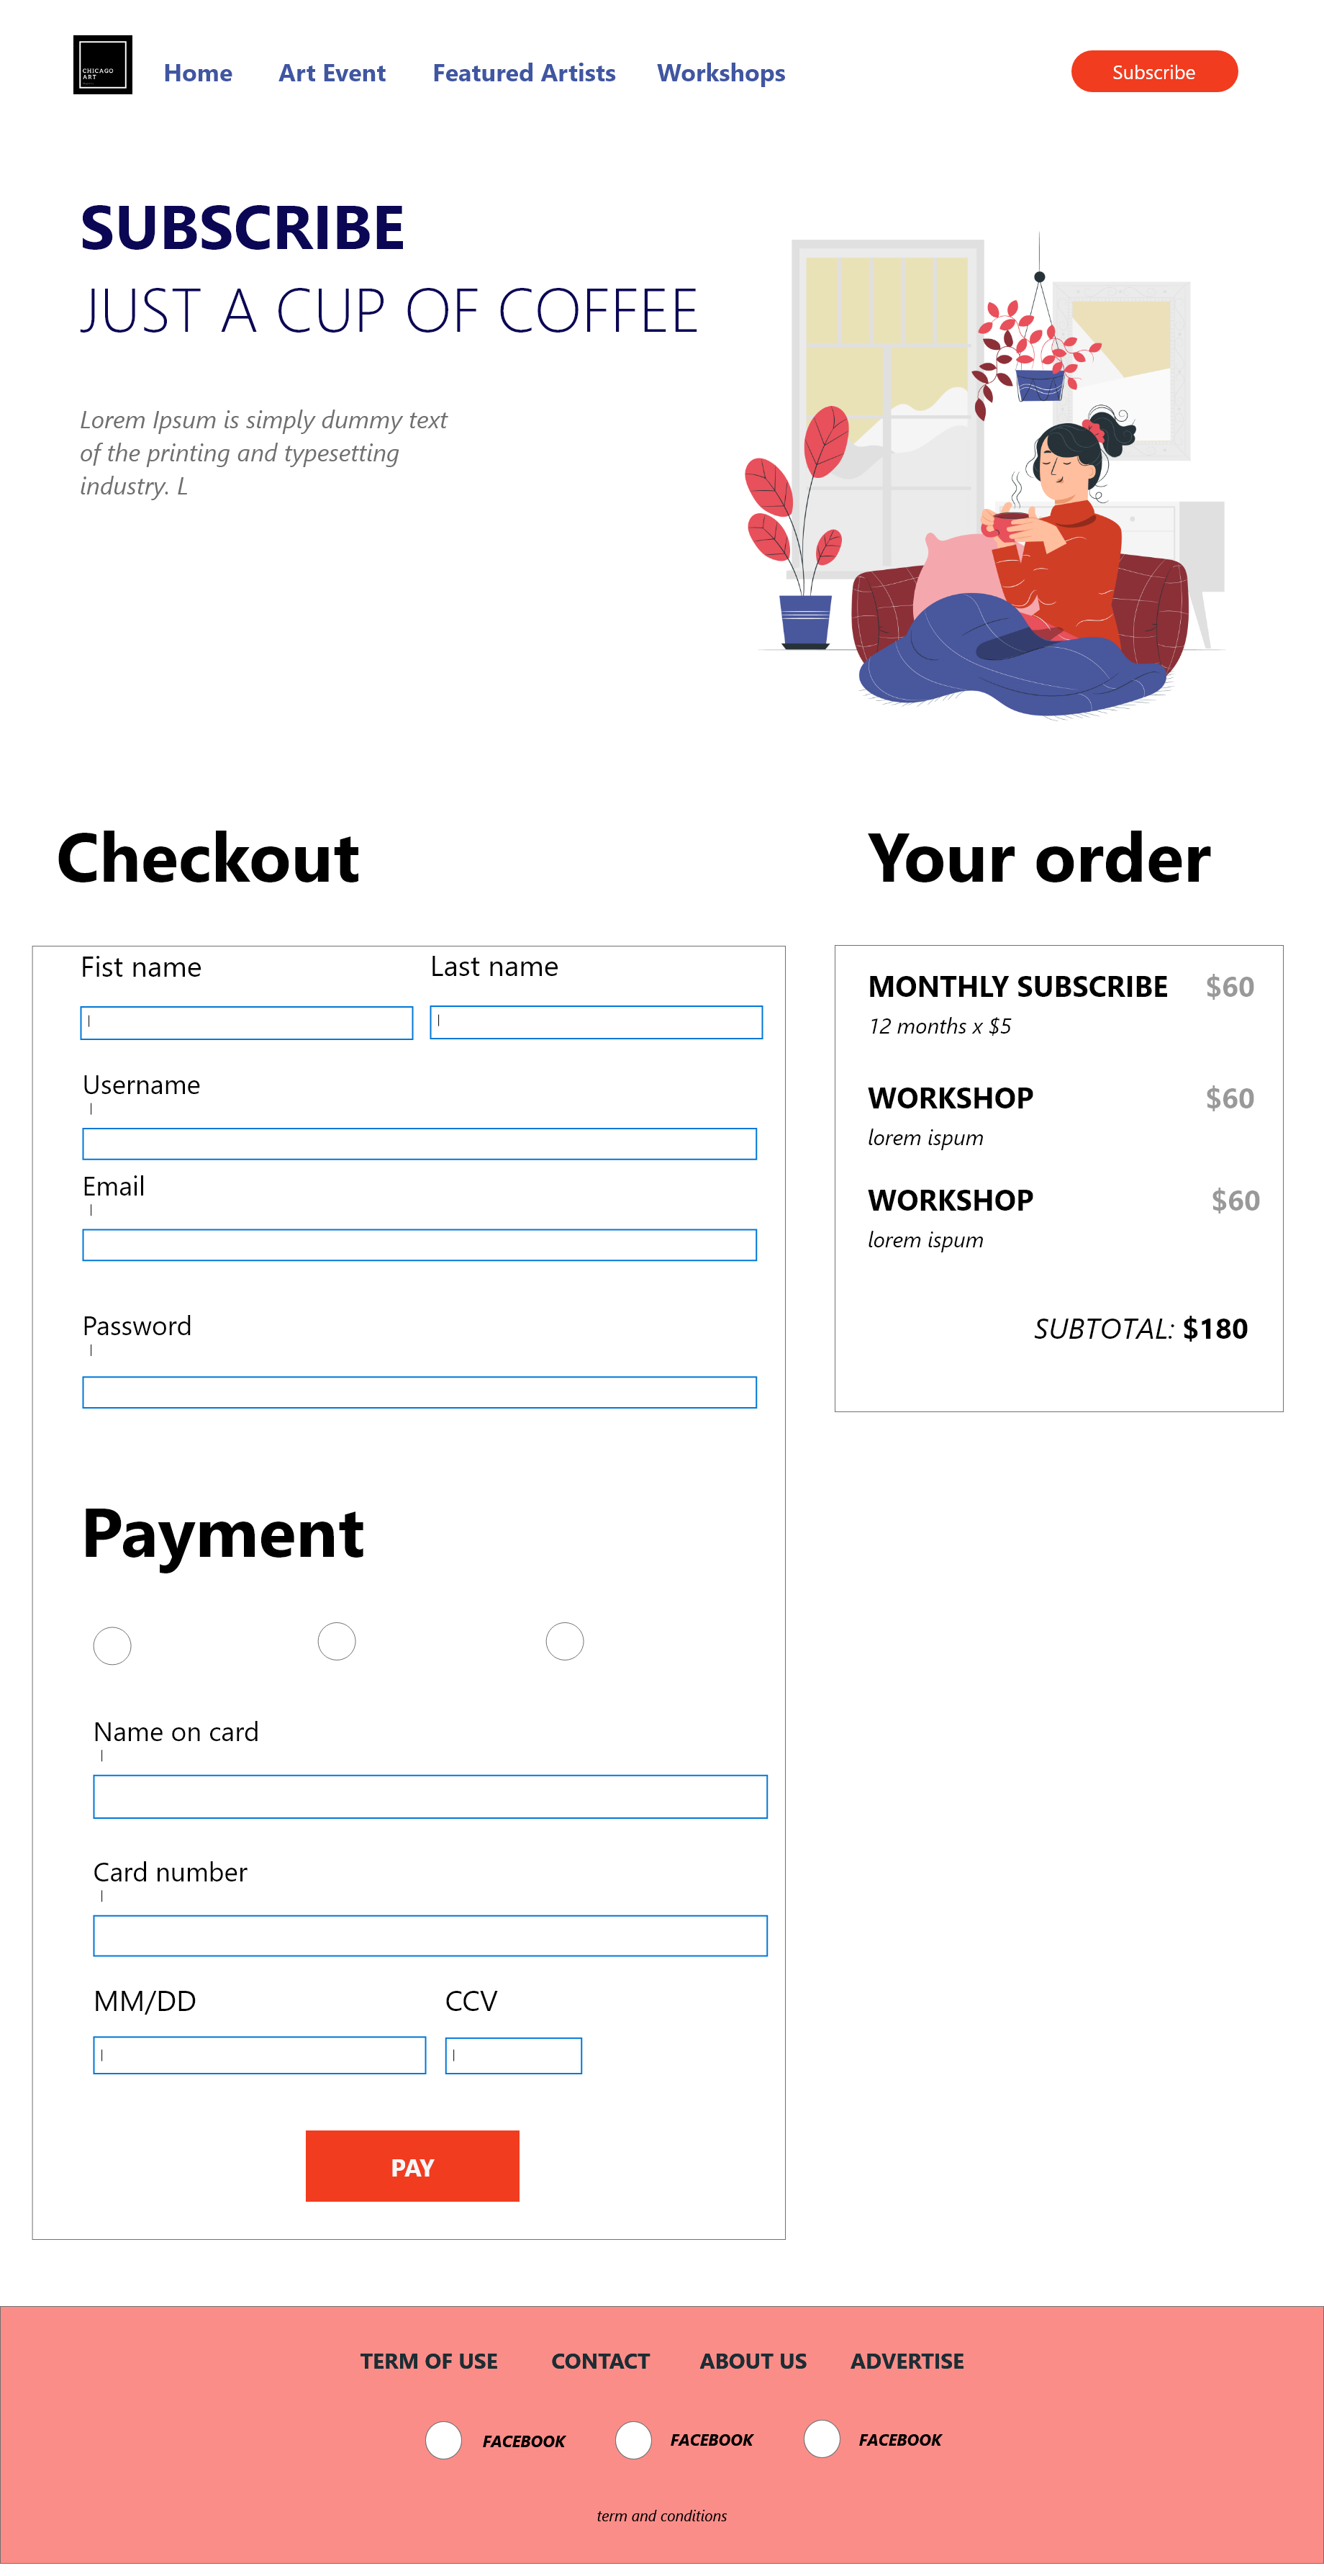 CHICAGO
ART
Home Art Event Featured Artists Workshops Subscribe
SUBSCRIBE
JUST A CUP OF COFFEE
Lorem Ipsum is simply dummy text
of the printing and typesetting
industry. L
Checkout
Your order
Fist name Last name
Username
Email
Password
MONTHLY SUBSCRIBE $60
12 months x $5
WORKSHOP $60
lorem ispum
WORKSHOP $60
lorem ispum
SUBTOTAL: $180
Payment
Name on card
Card number
MM/DD CCV
PAY
TERM OF USE CONTACT ABOUT US ADVERTISE
FACEBOOK FACEBOOK FACEBOOK
term and conditions